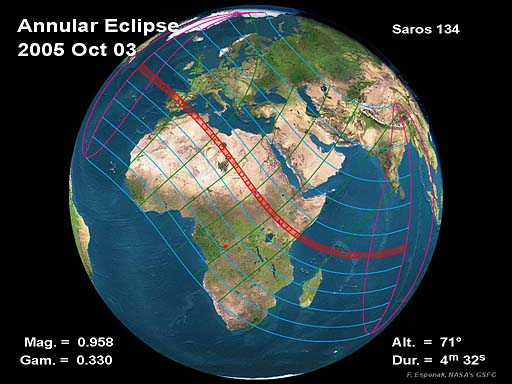 Annular Eclipse
2005 Oct 03
Saros 134
Mag. = 0.958
Gam. = 0.330
Alt. = 71°
Dur. = 4ᵐ 32ˢ
F. Espenak, NASA's GSFC